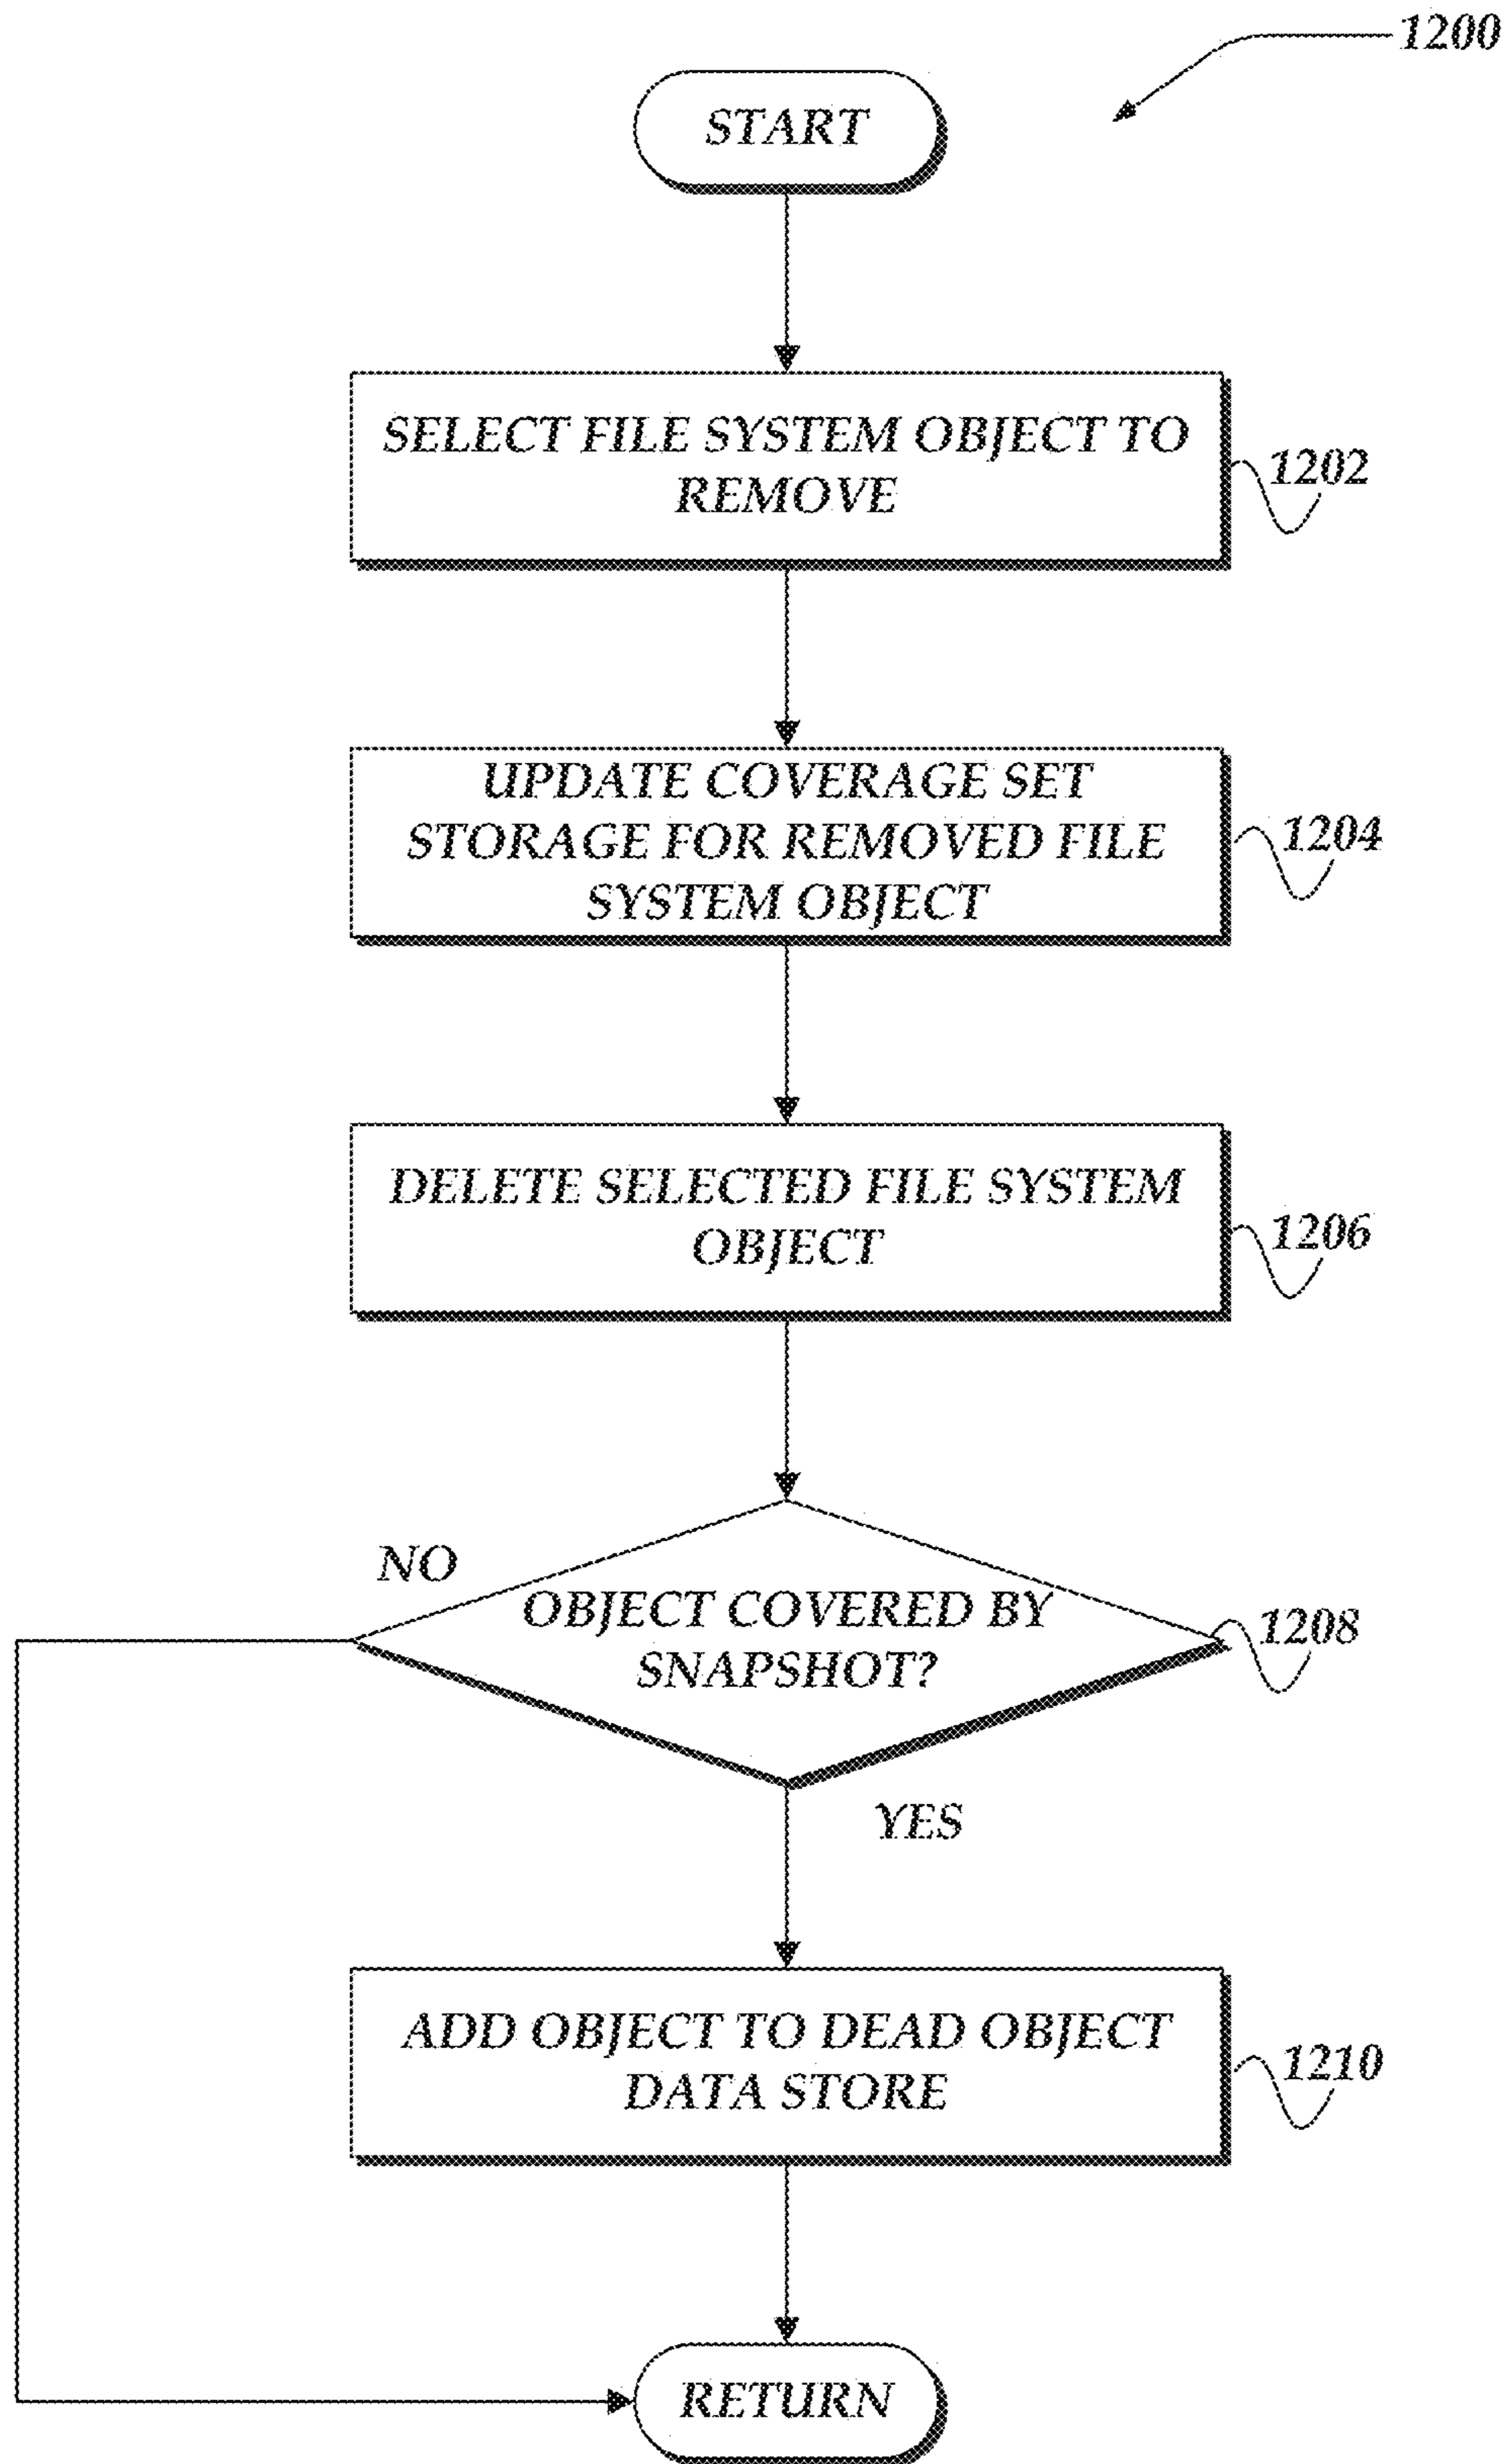 1200
START
SELECT FILE SYSTEM OBJECT TO
REMOVE
1202
UPDATE COVERAGE SET
STORAGE FOR REMOVED FILE
SYSTEM OBJECT
1204
DELETE SELECTED FILE SYSTEM
OBJECT
1206
NO
OBJECT COVERED BY
SNAPSHOT?
1208
YES
ADD OBJECT TO DEAD OBJECT
DATA STORE
1210
RETURN